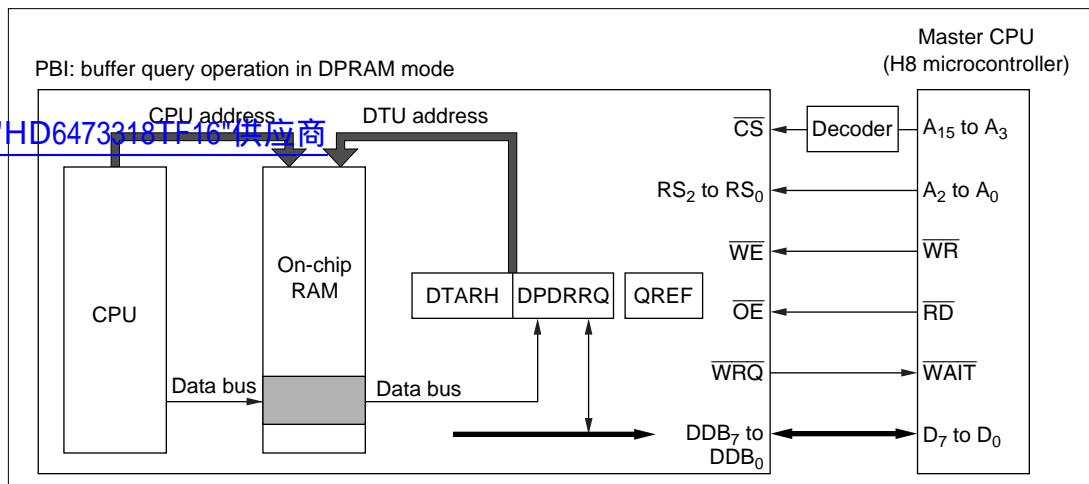 Master CPU
(H8 microcontroller)
PBI: buffer query operation in DPRAM mode
CPU address
DTU address
"HD6473318TF16"供应商
CS
Decoder
A15 to A3
RS2 to RS0
A2 to A0
WE
WR
CPU
On-chip
RAM
DTARH
DPDRRQ
QREF
OE
RD
Data bus
Data bus
WRQ
WAIT
DDB7 to
DDB0
D7 to D0